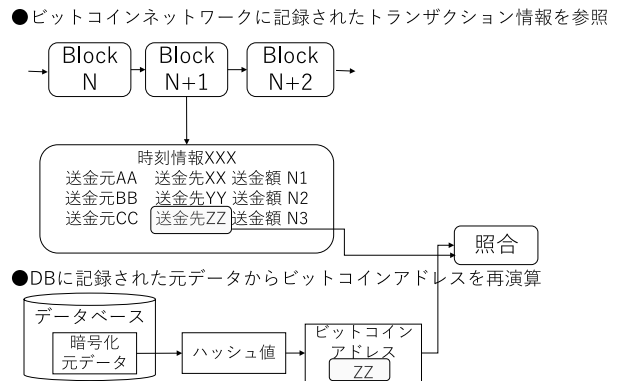 ●ビットコインネットワークに記録されたトランザクション情報を参照
Block N
Block N+1
Block N+2
時刻情報XXX
送金元AA 送金先XX 送金額 N1
送金元BB 送金先YY 送金額 N2
送金元CC 送金先ZZ 送金額 N3
照合
●DBに記録された元データからビットコインアドレスを再演算
データベース
暗号化
元データ
ハッシュ値
ビットコイン
アドレス
ZZ